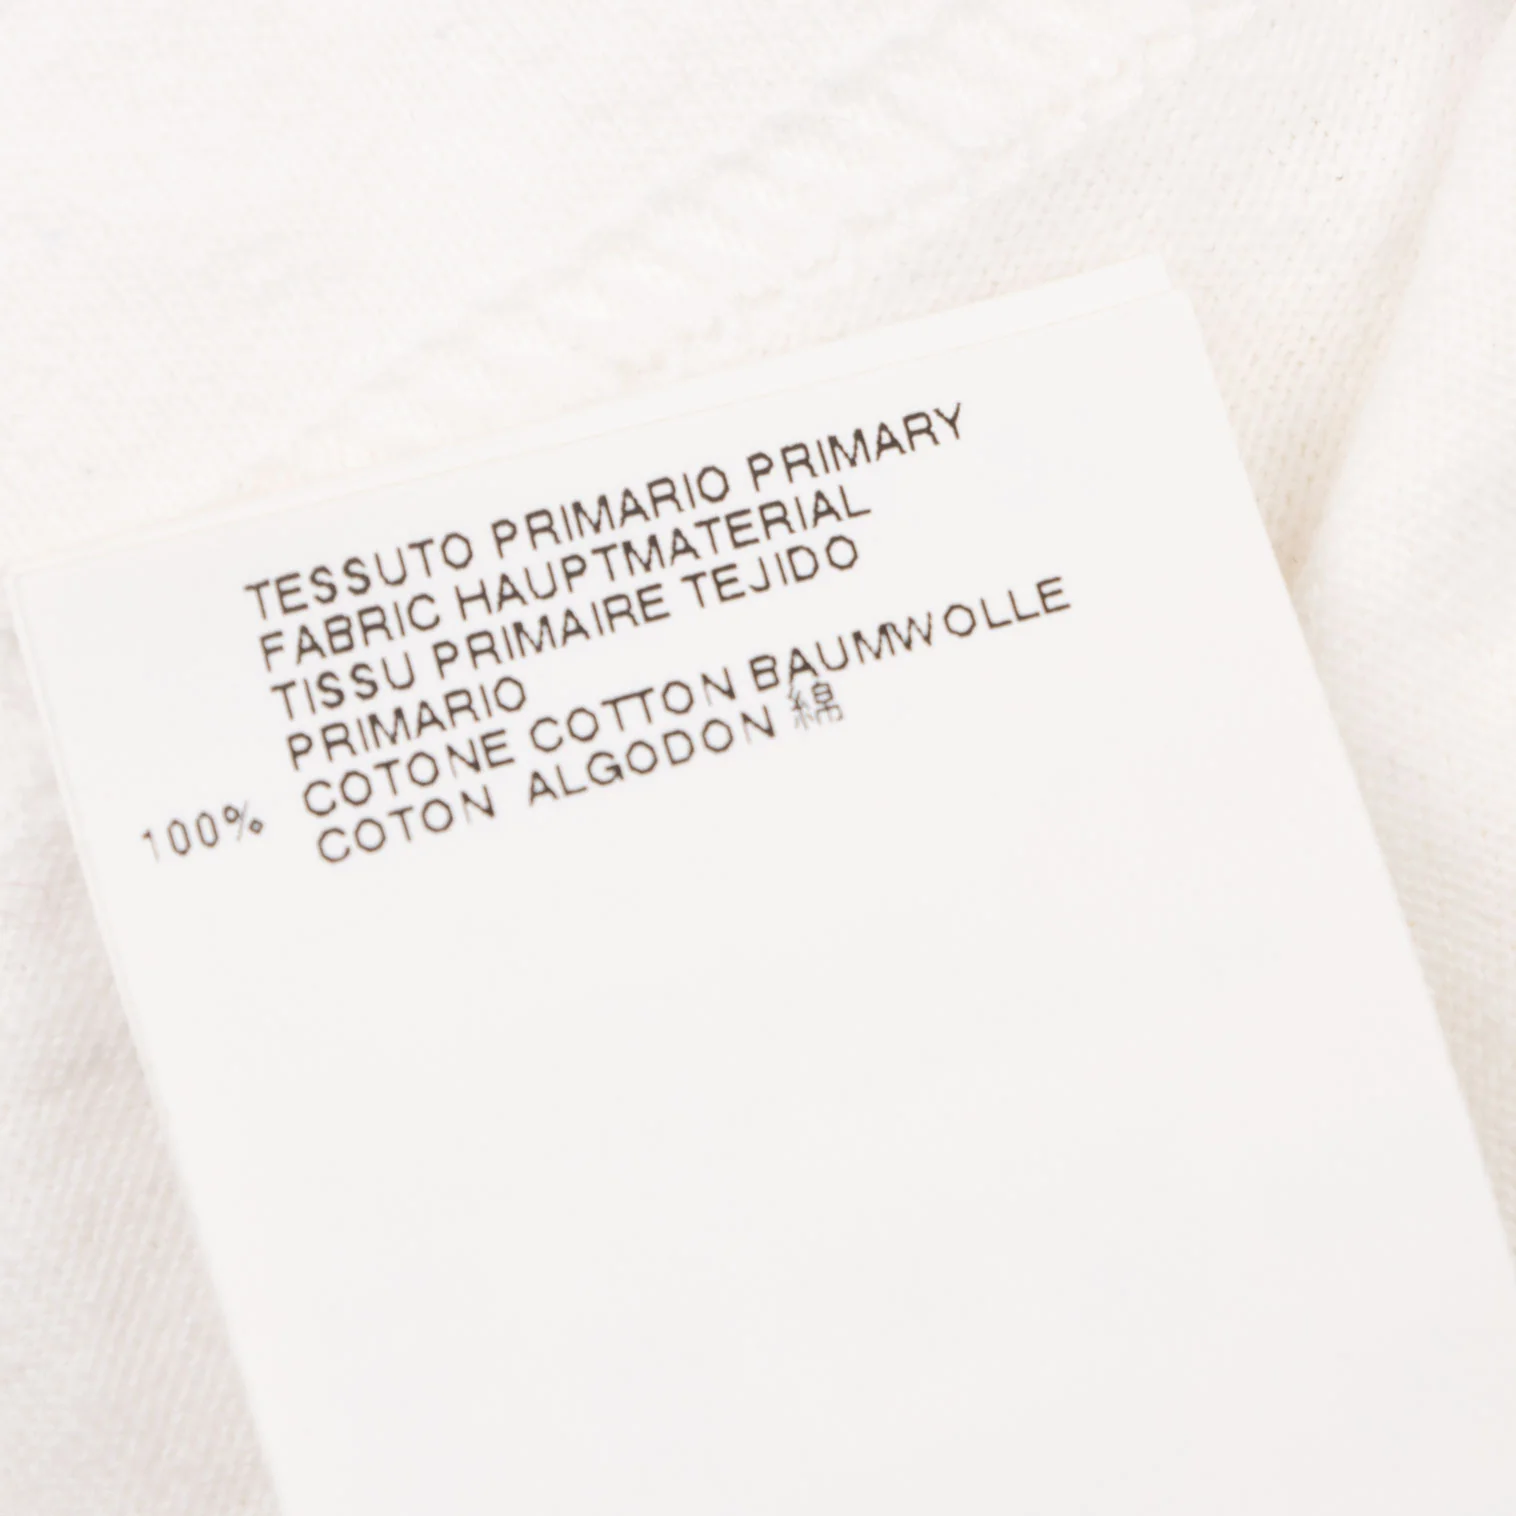 TESSUTO PRIMARIO PRIMARY
FABRIC HAUPTMATERIAL
TISSU PRIMAIRE TEJIDO
PRIMARIO
100% COTONE COTTON BAUMWOLLE
COTON ALGODON 綿